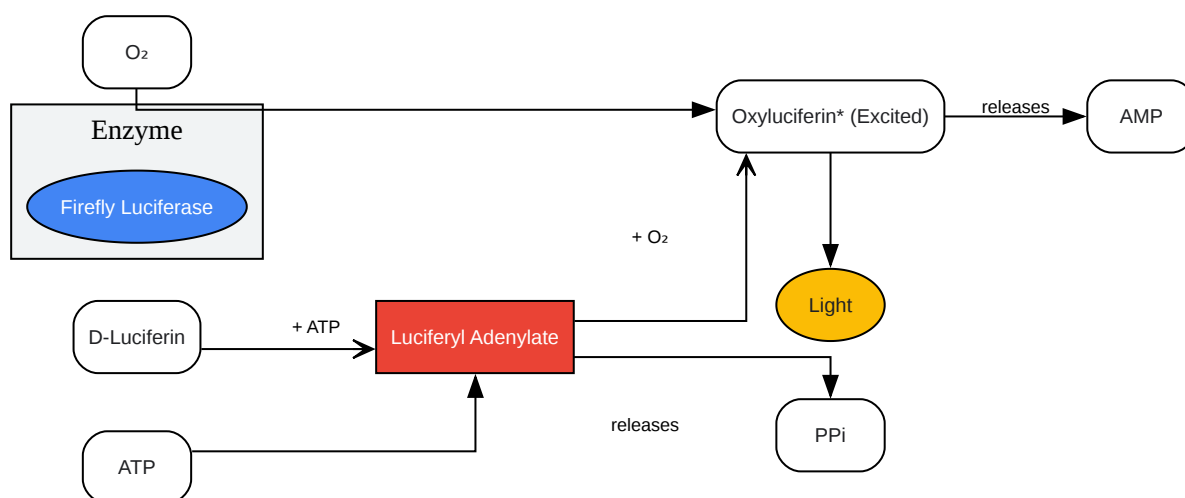 O₂
Enzyme
Firefly Luciferase
Oxyluciferin* (Excited)
releases
AMP
+ O₂
Light
D-Luciferin
+ ATP
Luciferyl Adenylate
releases
PPi
ATP